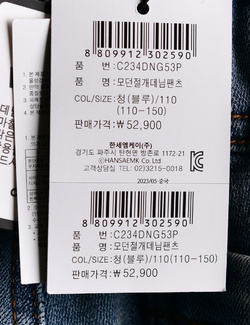 8 809912 302590
품 번: C234DNG53P
품 명: 모던절개데님팬츠
COL/SIZE: 청(블루)/110
(110-150)
판매가격: ₩ 52,900
한세엠케이(주)
경기도 파주시 탄현면 방촌로 1172-21
ⓒHANSAEMK Co Ltd
고객상담실 TEL 02)3215-0018
2023/05 중국
8 809912 302590
품 번: C234DNG53P
품 명: 모던절개데님팬츠
COL/SIZE: 청(블루)/110(110-150)
판매가격: ₩ 52,900